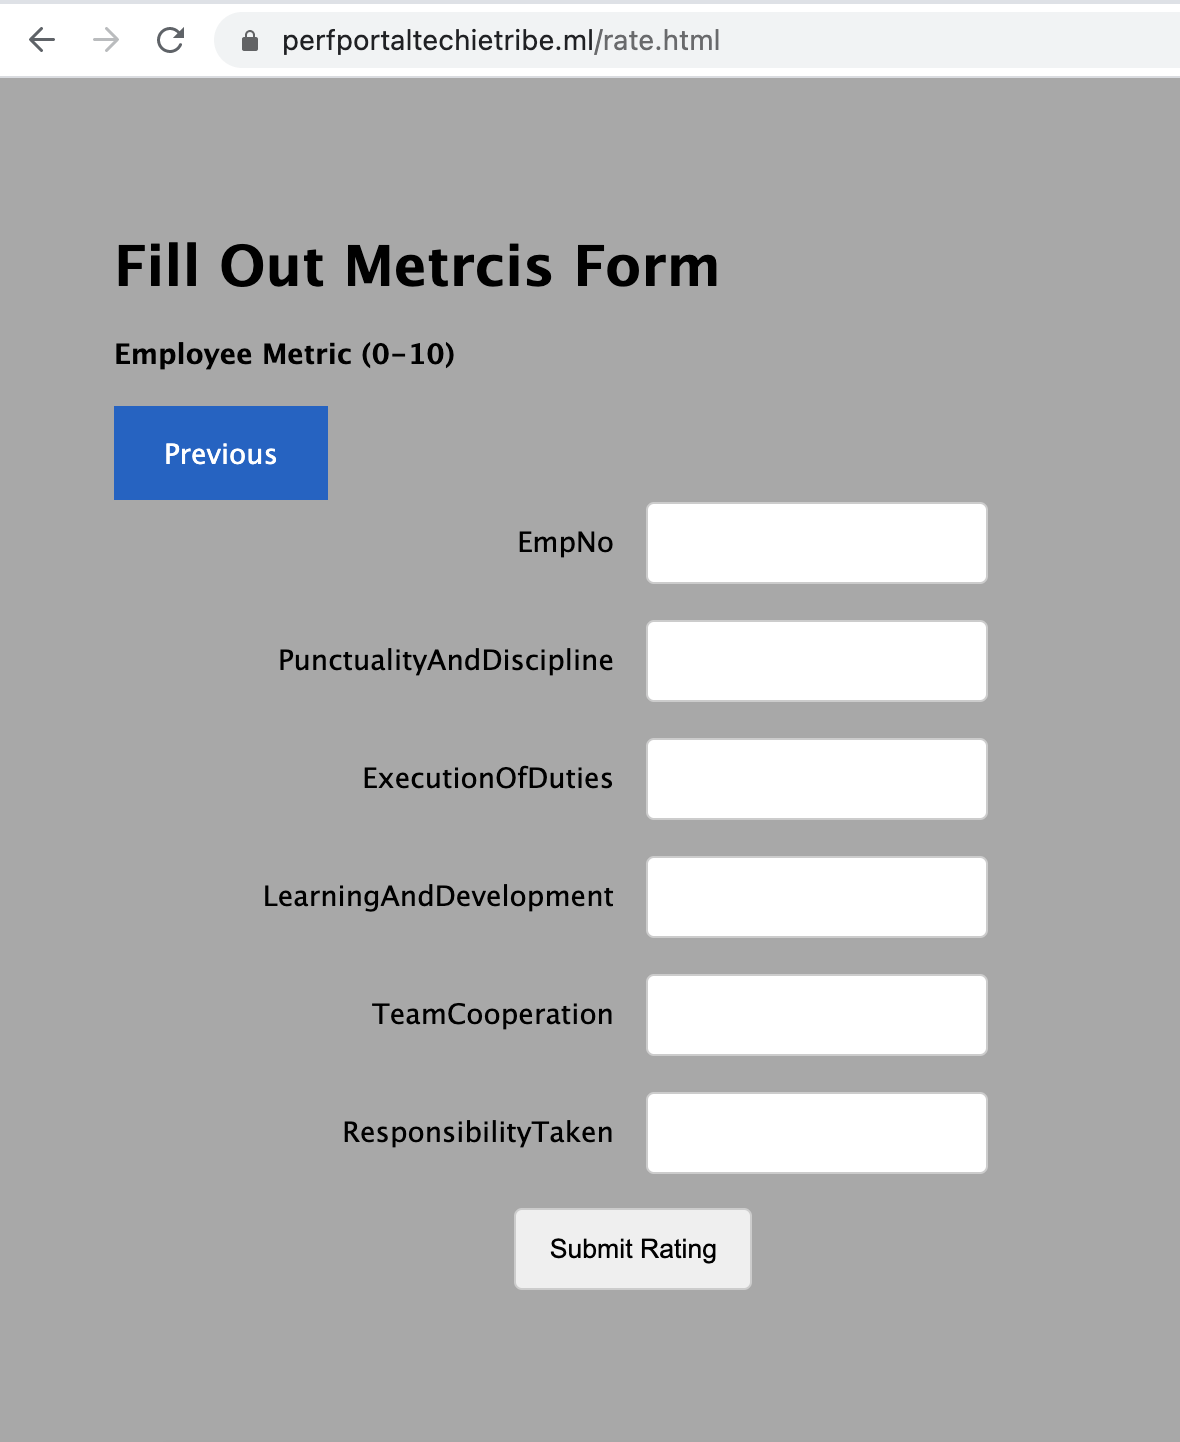 perfportaltechietribe.ml/rate.html
Fill Out Metrcis Form
Employee Metric (0-10)
Previous
EmpNo
PunctualityAndDiscipline
ExecutionOfDuties
LearningAndDevelopment
TeamCooperation
ResponsibilityTaken
Submit Rating